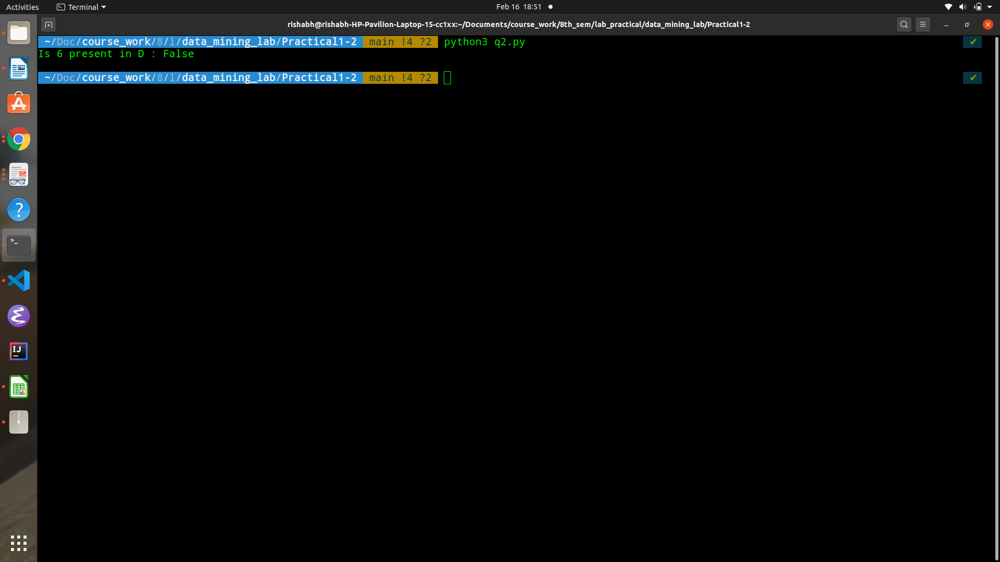 Activities Terminal Feb 16 18:51
rishabh@rishabh-HP-Pavilion-Laptop-15-cc1xx:~/Documents/course_work/8th_sem/lab_practical/data_mining_lab/Practical1-2
~/Doc/course_work/8/l/data_mining_lab/Practical1-2 main !4 ?2 python3 q2.py ✔
Is 6 present in D : False
~/Doc/course_work/8/l/data_mining_lab/Practical1-2 main !4 ?2 ✔
A
?
>_
IJ